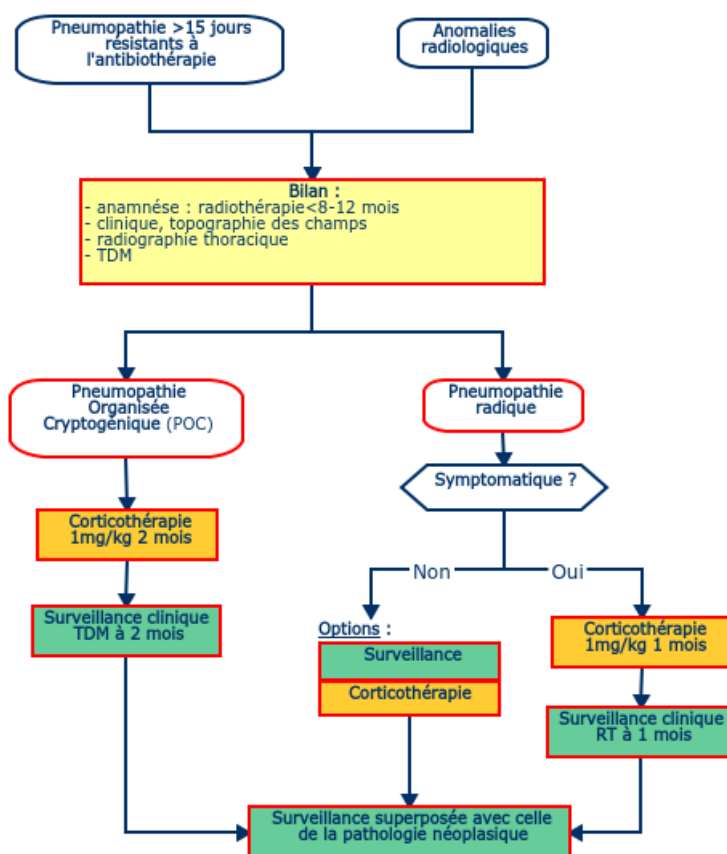 Pneumopathie >15 jours
résistants à
l'antibiothérapie
Anomalies
radiologiques
Bilan :
- anamnése : radiothérapie<8-12 mois
- clinique, topographie des champs
- radiographie thoracique
- TDM
Pneumopathie
Organisée
Cryptogénique (POC)
Pneumopathie
radique
Symptomatique ?
Corticothérapie
1mg/kg 2 mois
Non
Oui
Surveillance clinique
TDM à 2 mois
Options :
Surveillance
Corticothérapie
Corticothérapie
1mg/kg 1 mois
Surveillance clinique
RT à 1 mois
Surveillance superposée avec celle
de la pathologie néoplasique